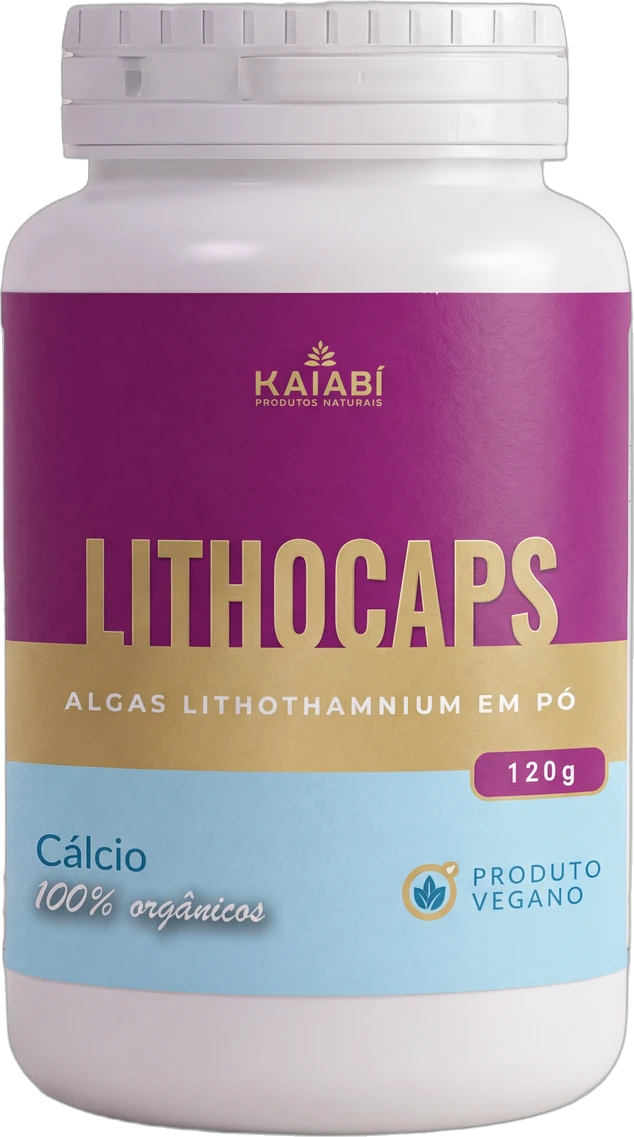 KAIABÍ
PRODUTOS NATURAIS
LITHOCAPS
ALGAS LITHOTHAMNIUM EM PÓ
120g
Cálcio
100% orgânicos
PRODUTO
VEGANO